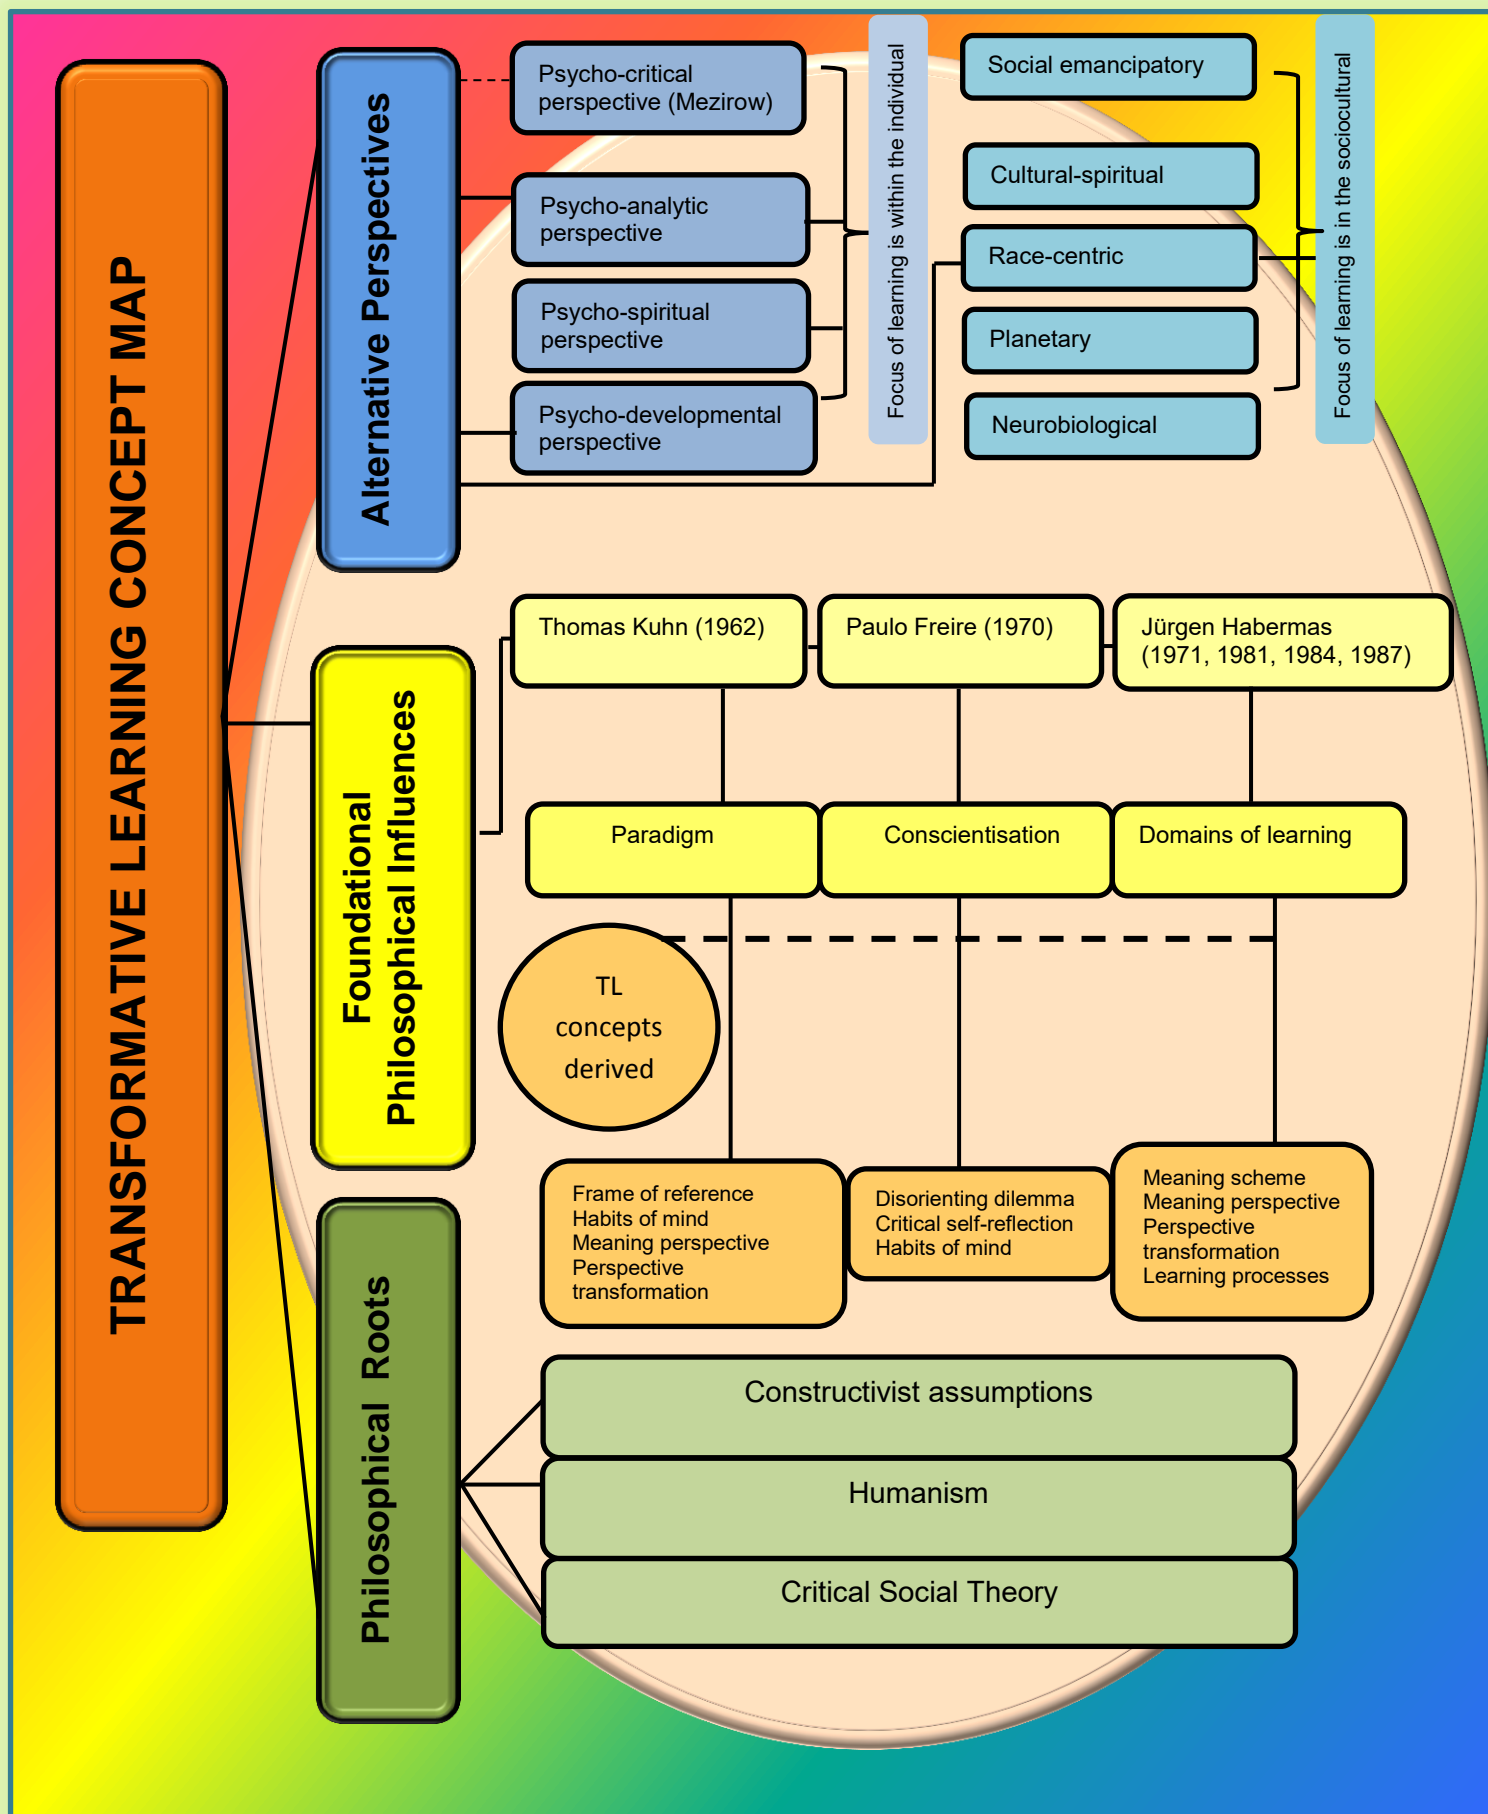 TRANSFORMATIVE LEARNING CONCEPT MAP
Alternative Perspectives
Psycho-critical
perspective (Mezirow)
Psycho-analytic
perspective
Psycho-spiritual
perspective
Psycho-developmental
perspective
Focus of learning is within the individual
Social emancipatory
Cultural-spiritual
Race-centric
Planetary
Neurobiological
Focus of learning is in the sociocultural
Foundational
Philosophical Influences
Thomas Kuhn (1962)
Paulo Freire (1970)
Jürgen Habermas
(1971, 1981, 1984, 1987)
Paradigm
Conscientisation
Domains of learning
TL
concepts
derived
Frame of reference
Habits of mind
Meaning perspective
Perspective
transformation
Disorienting dilemma
Critical self-reflection
Habits of mind
Meaning scheme
Meaning perspective
Perspective
transformation
Learning processes
Philosophical Roots
Constructivist assumptions
Humanism
Critical Social Theory